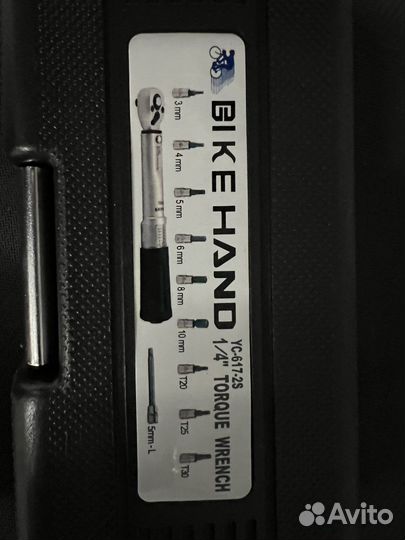 BIKE HAND
YC-617-2S
1/4" TORQUE WRENCH
3 mm
4 mm
5 mm
6 mm
8 mm
10 mm
T20
T25
T30
5mm-L
Avito